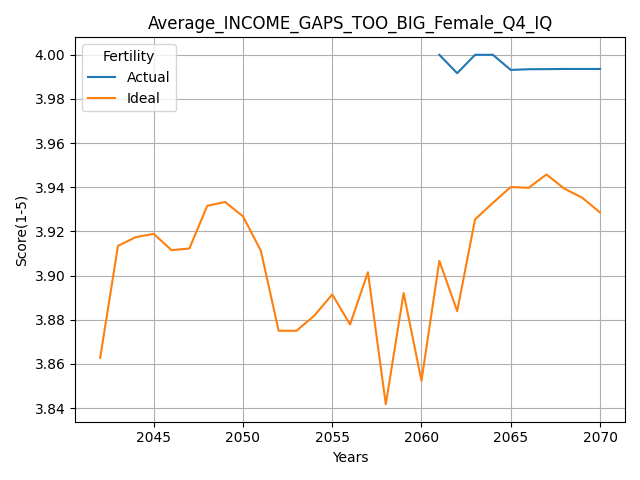 Average_INCOME_GAPS_TOO_BIG_Female_Q4_IQ
Fertility
Actual
Ideal
Score(1-5)
4.00
3.98
3.96
3.94
3.92
3.90
3.88
3.86
3.84
2045 2050 2055 2060 2065 2070
Years